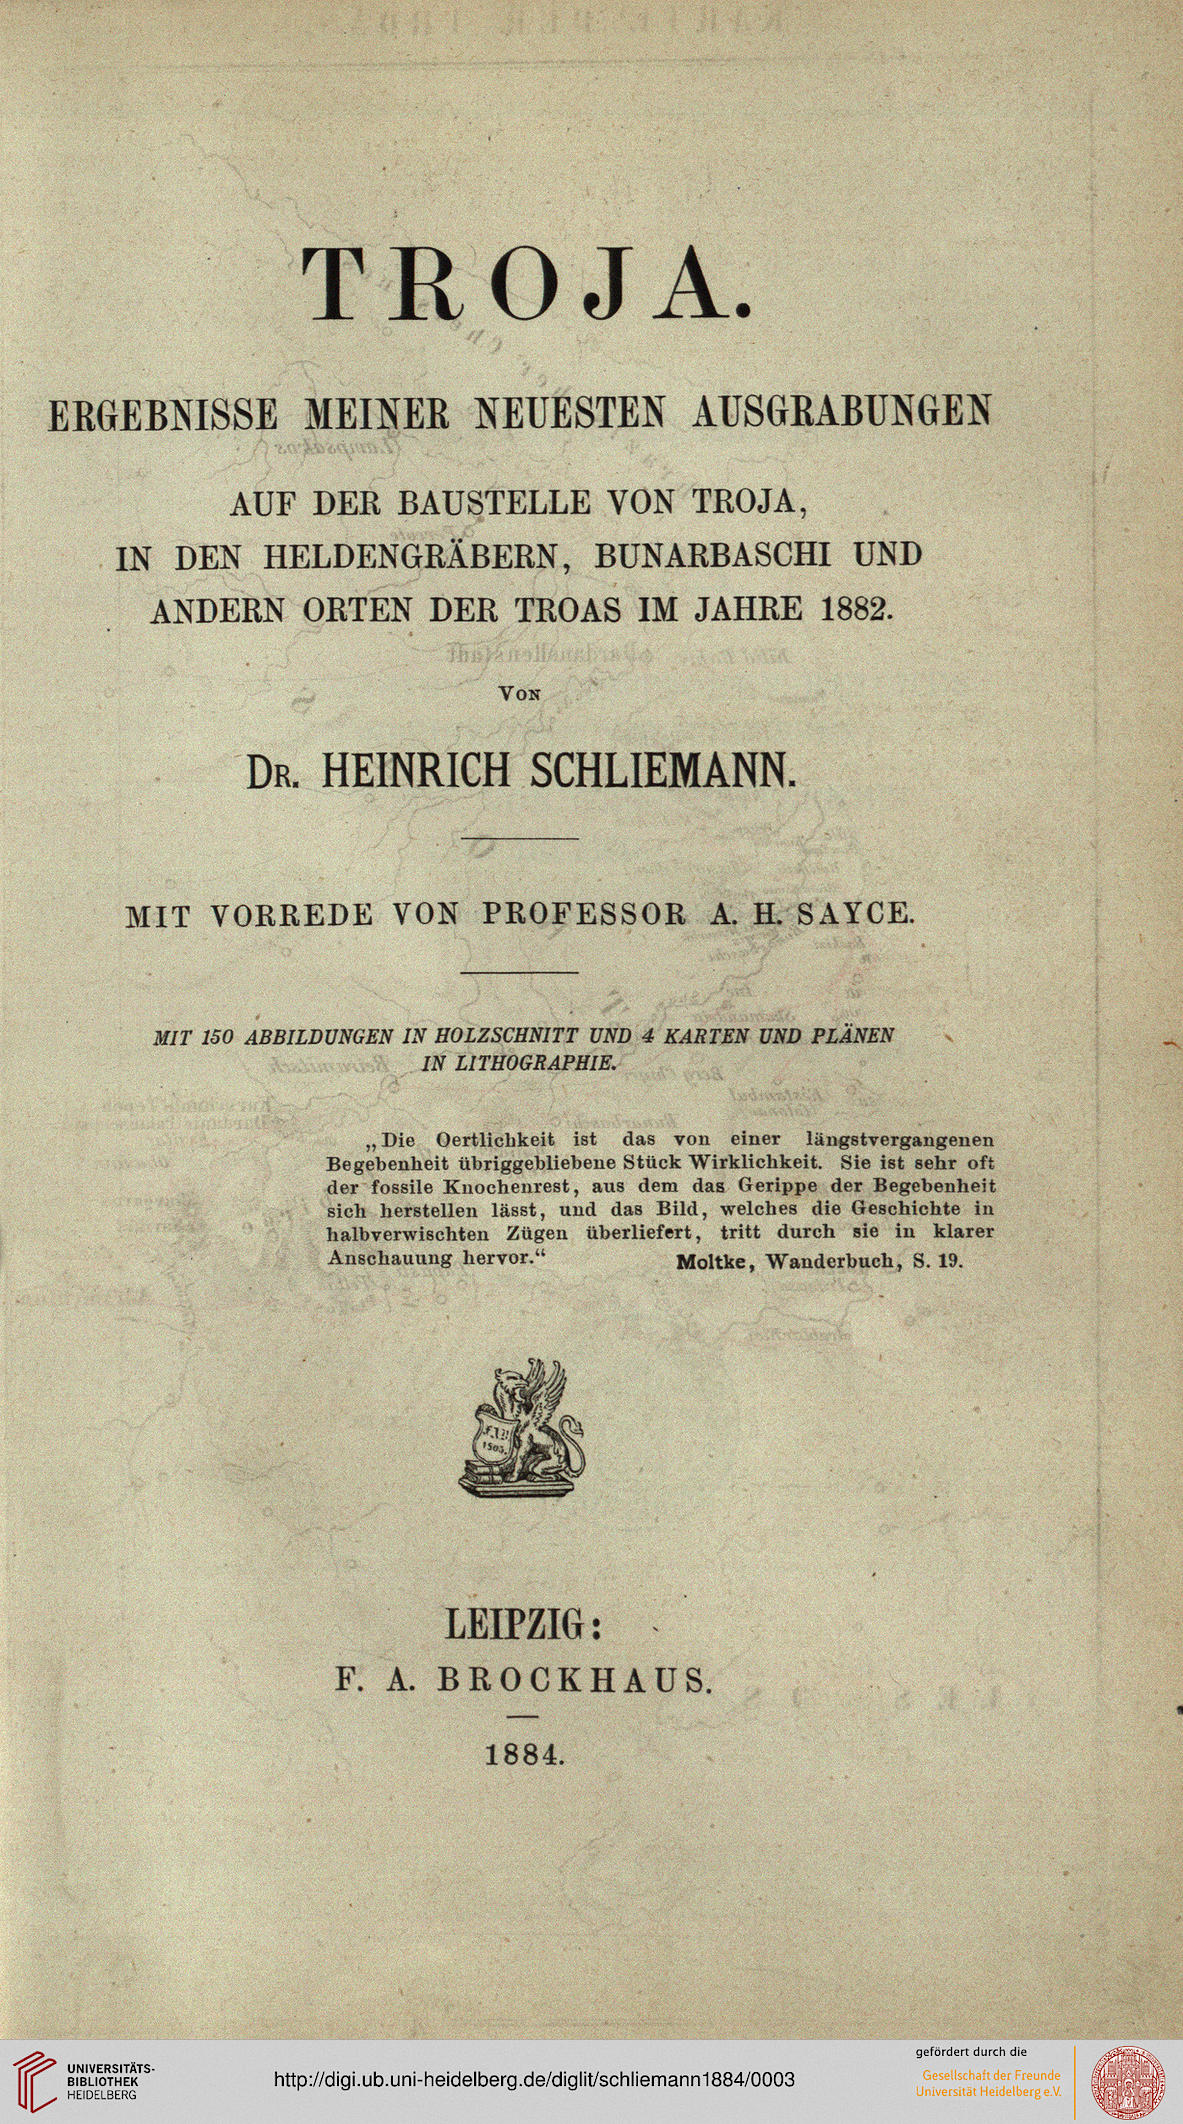 TROJA.
ERGEBNISSE MEINER NEUESTEN AUSGRABUNGEN
AUF DER BAUSTELLE VON TROJA,
IN DEN HELDENGRÄBERN, BUNARBASCHI UND
ANDERN ORTEN DER TROAS IM JAHRE 1882.
VON
DR. HEINRICH SCHLIEMANN.
MIT VORREDE VON PROFESSOR A. H. SAYCE.
MIT 150 ABBILDUNGEN IN HOLZSCHNITT UND 4 KARTEN UND PLÄNEN
IN LITHOGRAPHIE.
„Die Oertlichkeit ist das von einer längstvergangenen
Begebenheit übriggebliebene Stück Wirklichkeit. Sie ist sehr oft
der fossile Knochenrest, aus dem das Gerippe der Begebenheit
sich herstellen lässt, und das Bild, welches die Geschichte in
halbverwischten Zügen überliefert, tritt durch sie in klarer
Anschauung hervor.“
Moltke, Wanderbuch, S. 19.
LEIPZIG:
F. A. BROCKHAUS.
1884.
UNIVERSITÄTS-
BIBLIOTHEK
HEIDELBERG
http://digi.ub.uni-heidelberg.de/diglit/schliemann1884/0003
gefördert durch die
Gesellschaft der Freunde
Universität Heidelberg e.V.